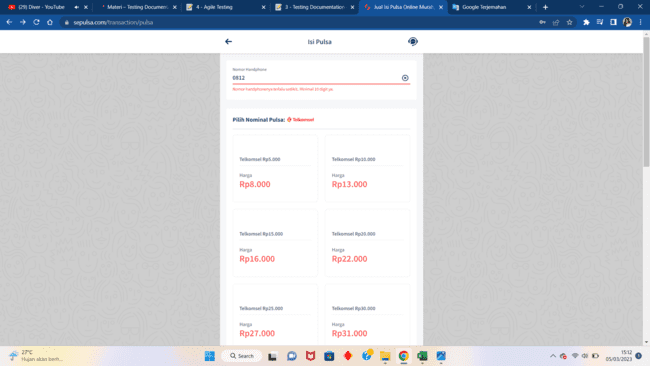 (29) Diver - YouTube
Materi – Testing Documen
4 - Agile Testing
3 - Testing Documentation
Jual Isi Pulsa Online Murah
Google Terjemahan
sepulsa.com/transaction/pulsa
Isi Pulsa
Nomor Handphone
0812
Pilih Nominal Pulsa: Telkomsel
Telkomsel Rp5.000
Telkomsel Rp10.000
Harga
Harga
Rp8.000
Rp13.000
Telkomsel Rp15.000
Telkomsel Rp20.000
Harga
Harga
Rp16.000
Rp22.000
Telkomsel Rp25.000
Telkomsel Rp30.000
Harga
Harga
Rp27.000
Rp31.000
27°C
Hujan akan berh...
Search
15:12
05/03/2023